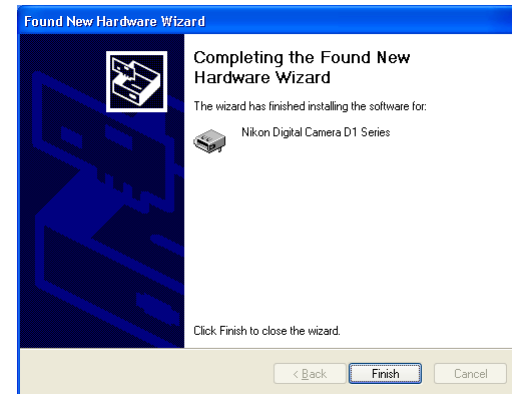 Found New Hardware Wizard
Completing the Found New
Hardware Wizard
The wizard has finished installing the software for:
Nikon Digital Camera D1 Series
Click Finish to close the wizard.
< Back
Finish
Cancel